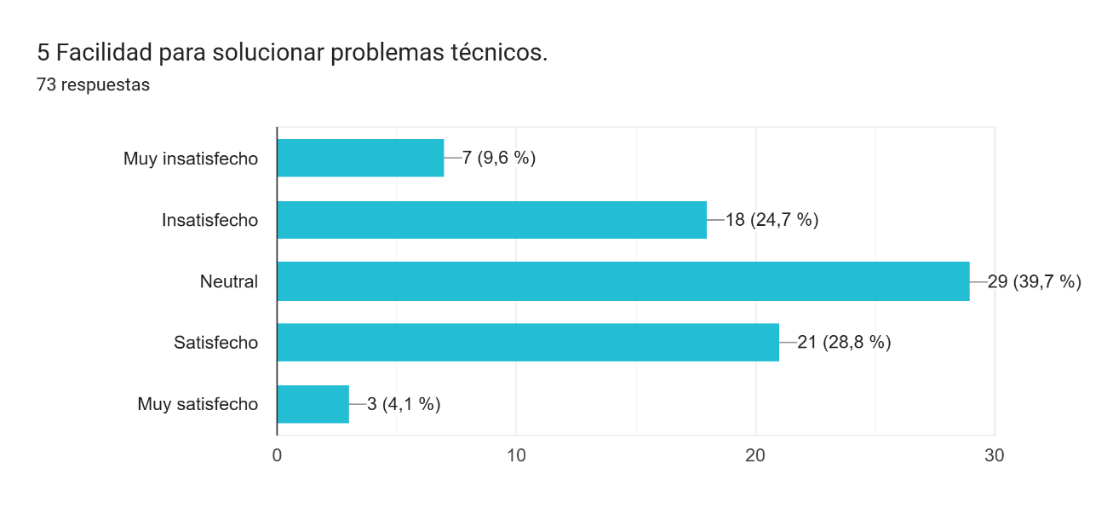 5 Facilidad para solucionar problemas técnicos.
73 respuestas
Muy insatisfecho 7 (9,6 %)
Insatisfecho 18 (24,7 %)
Neutral 29 (39,7 %)
Satisfecho 21 (28,8 %)
Muy satisfecho 3 (4,1 %)
0 10 20 30